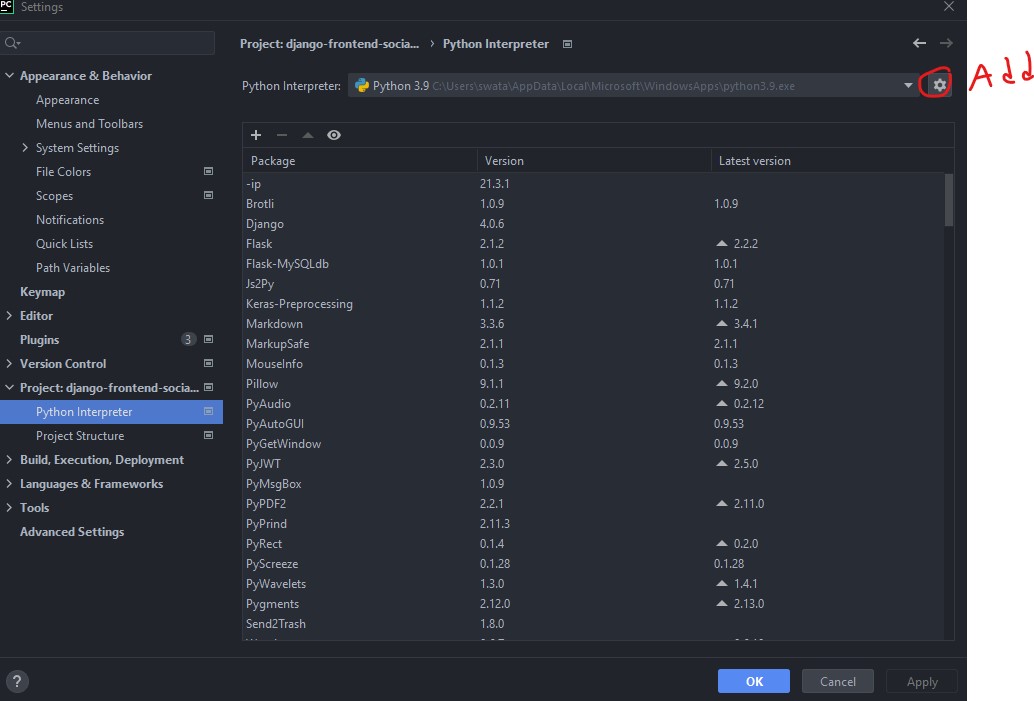 PC Settings
Project: django-frontend-socia... › Python Interpreter
Python Interpreter: Python 3.9 C:\Users\swata\AppData\Local\Microsoft\WindowsApps\python3.9.exe
Add
Appearance & Behavior
Appearance
Menus and Toolbars
System Settings
File Colors
Scopes
Notifications
Quick Lists
Path Variables
Keymap
Editor
Plugins 3
Version Control
Project: django-frontend-socia...
Python Interpreter
Project Structure
Build, Execution, Deployment
Languages & Frameworks
Tools
Advanced Settings
Package Version Latest version
-ip 21.3.1
Brotli 1.0.9 1.0.9
Django 4.0.6
Flask 2.1.2 2.2.2
Flask-MySQLdb 1.0.1 1.0.1
Js2Py 0.71 0.71
Keras-Preprocessing 1.1.2 1.1.2
Markdown 3.3.6 3.4.1
MarkupSafe 2.1.1 2.1.1
MouseInfo 0.1.3 0.1.3
Pillow 9.1.1 9.2.0
PyAudio 0.2.11 0.2.12
PyAutoGUI 0.9.53 0.9.53
PyGetWindow 0.0.9 0.0.9
PyJWT 2.3.0 2.5.0
PyMsgBox 1.0.9
PyPDF2 2.2.1 2.11.0
PyPrind 2.11.3
PyRect 0.1.4 0.2.0
PyScreeze 0.1.28 0.1.28
PyWavelets 1.3.0 1.4.1
Pygments 2.12.0 2.13.0
Send2Trash 1.8.0
? OK Cancel Apply